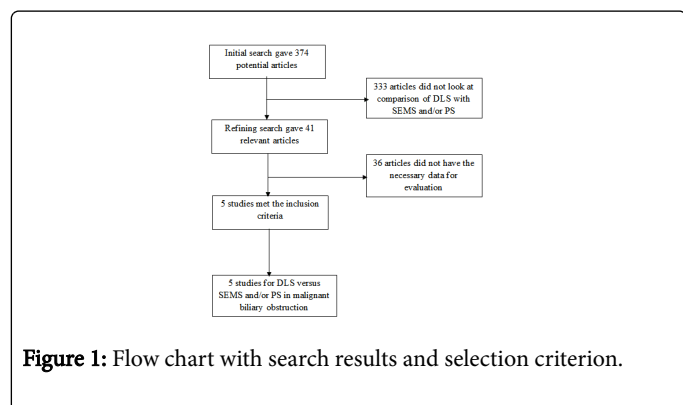 Initial search gave 374
potential articles
333 articles did not look at
comparison of DLS with
SEMS and/or PS
Refining search gave 41
relevant articles
36 articles did not have the
necessary data for
evaluation
5 studies met the inclusion
criteria
5 studies for DLS versus
SEMS and/or PS in malignant
biliary obstruction
Figure 1: Flow chart with search results and selection criterion.